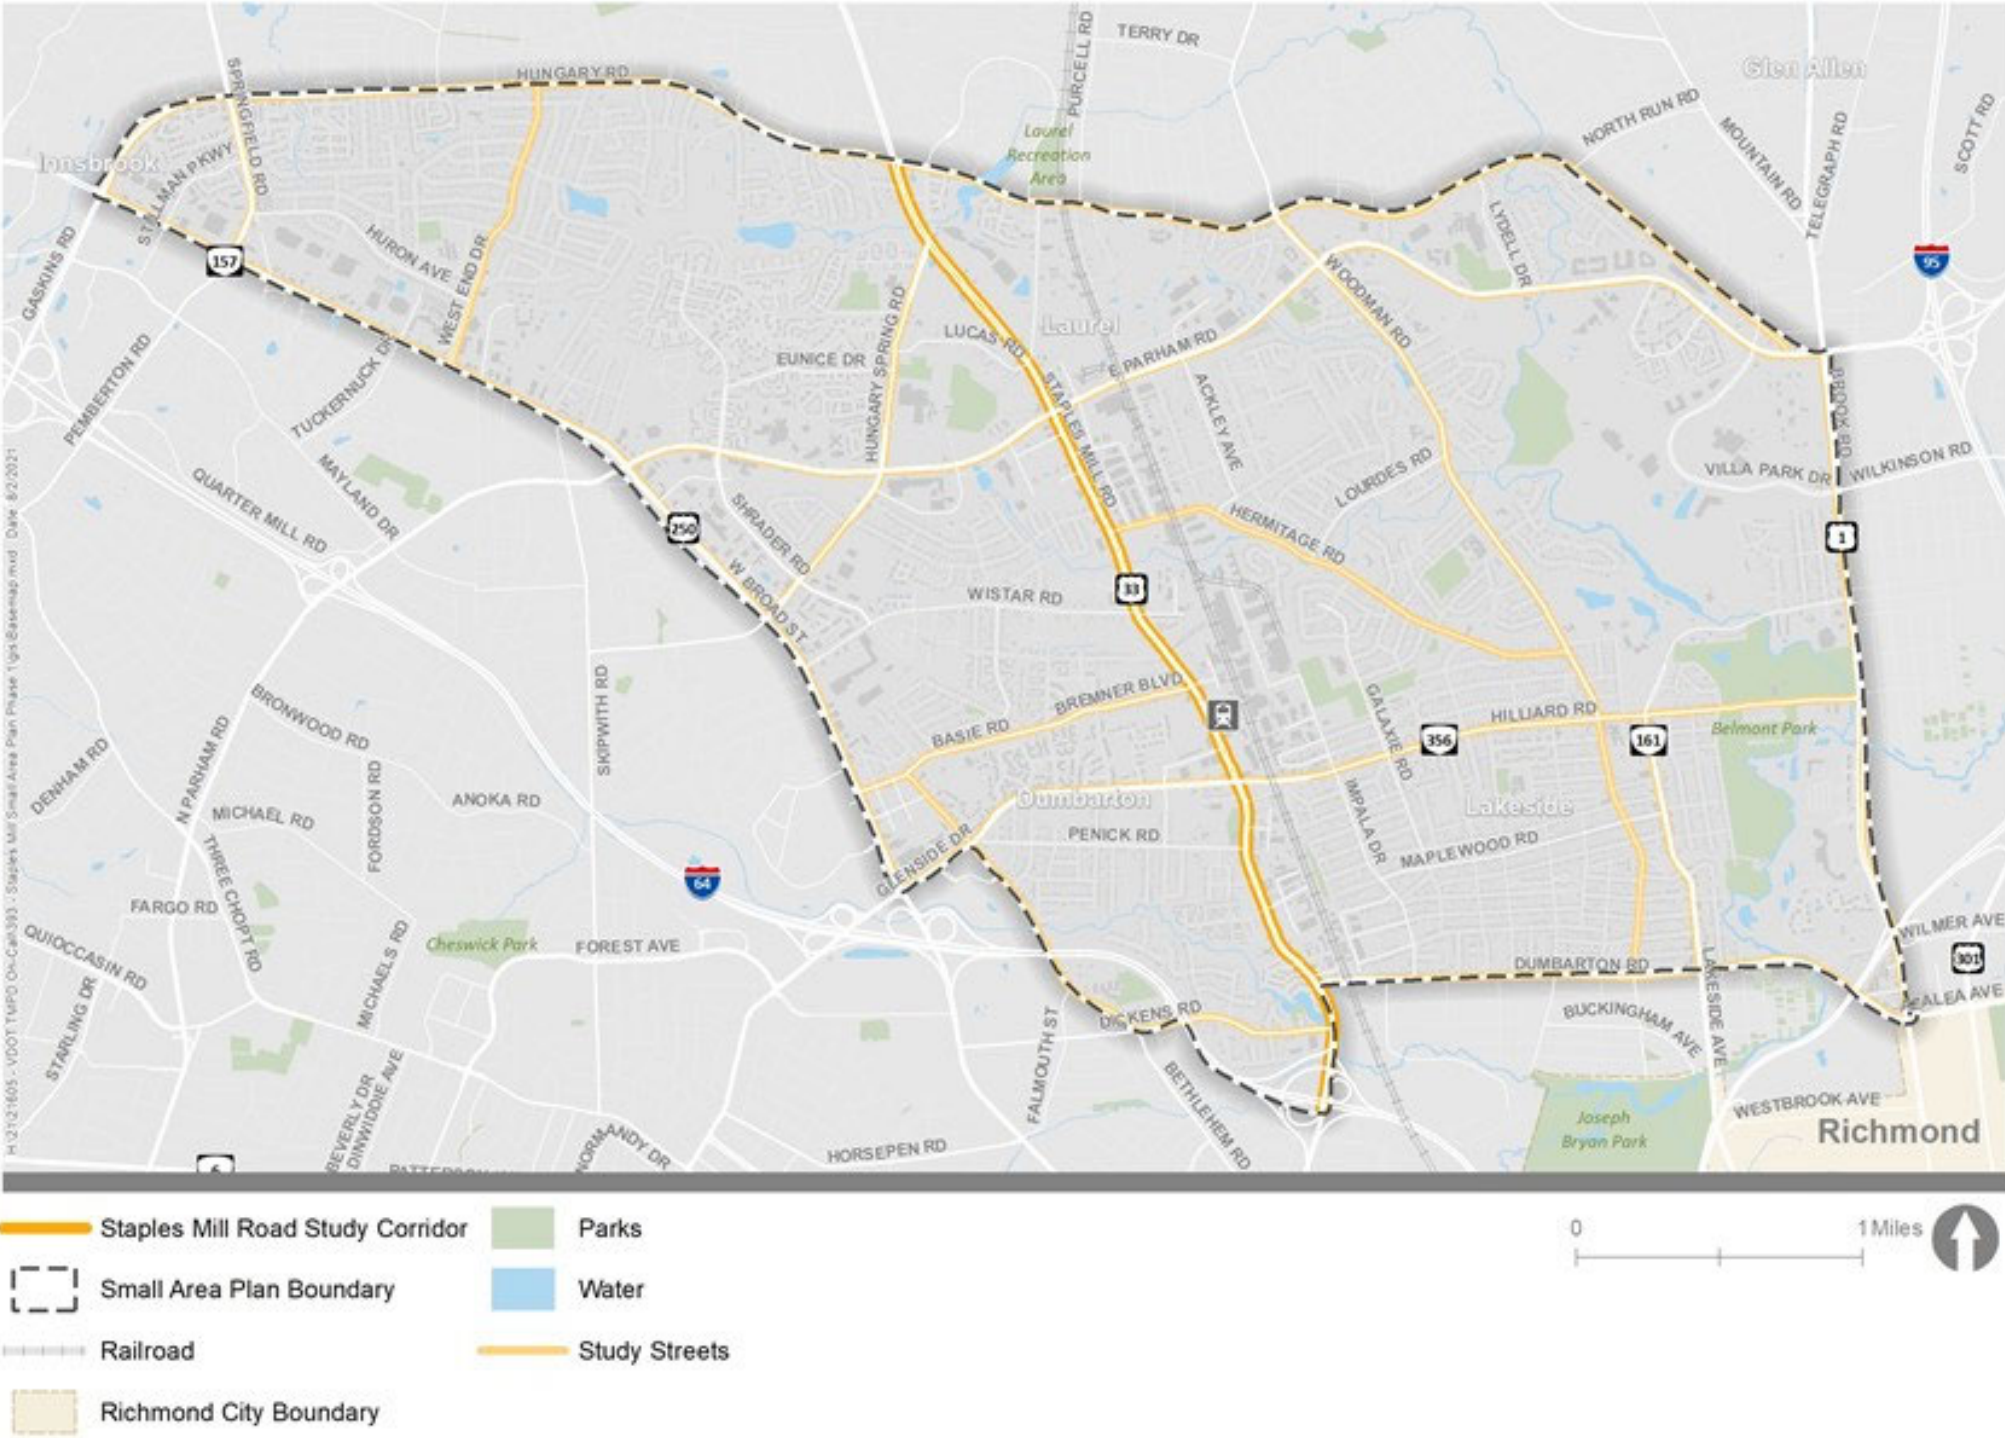 TERRY DR
PURCELL RD
Glen Allen
HUNGARY RD
SPRINGFIELD RD
NORTH RUN RD
MOUNTAIN RD
TELEGRAPH RD
SCOTT RD
Laurel
Recreation
Area
Innsbrook
STILLMAN PKWY
GASKINS RD
157
HURON AVE
WEST END DR
LYDELL DR
95
WOODMAN RD
HUNGARY SPRING RD
LUCAS RD
Laurel
EUNICE DR
E PARHAM RD
PEMBERTON RD
TUCKERNUCK DR
STAPLES MILL RD
ACKLEY AVE
BROOK RD
VILLA PARK DR
WILKINSON RD
LOURDES RD
QUARTER MILL RD
MAYLAND DR
SHRADER RD
250
HERMITAGE RD
1
W BROAD ST
WISTAR RD
33
SKIPWITH RD
BREMNER BLVD
BASIE RD
GALAXIE RD
HILLIARD RD
356
161
Belmont Park
BRONWOOD RD
DENHAM RD
N PARHAM RD
FORDSON RD
ANOKA RD
MICHAEL RD
Dumbarton
IMPALA DR
Lakeside
PENICK RD
MAPLEWOOD RD
GLENSIDE DR
THREE CHOPT RD
64
FARGO RD
QUIOCCASIN RD
MICHAELS RD
Cheswick Park
FOREST AVE
WILMER AVE
301
DUMBARTON RD
LAKESIDE AVE
AZALEA AVE
STARLING DR
DICKENS RD
FALMOUTH ST
BUCKINGHAM AVE
BEVERLY DR
DINWIDDIE AVE
BETHLEHEM RD
WESTBROOK AVE
Joseph
Bryan Park
Richmond
NORMANDY DR
HORSEPEN RD
6
Staples Mill Road Study Corridor
Parks
0
1 Miles
Small Area Plan Boundary
Water
Railroad
Study Streets
Richmond City Boundary